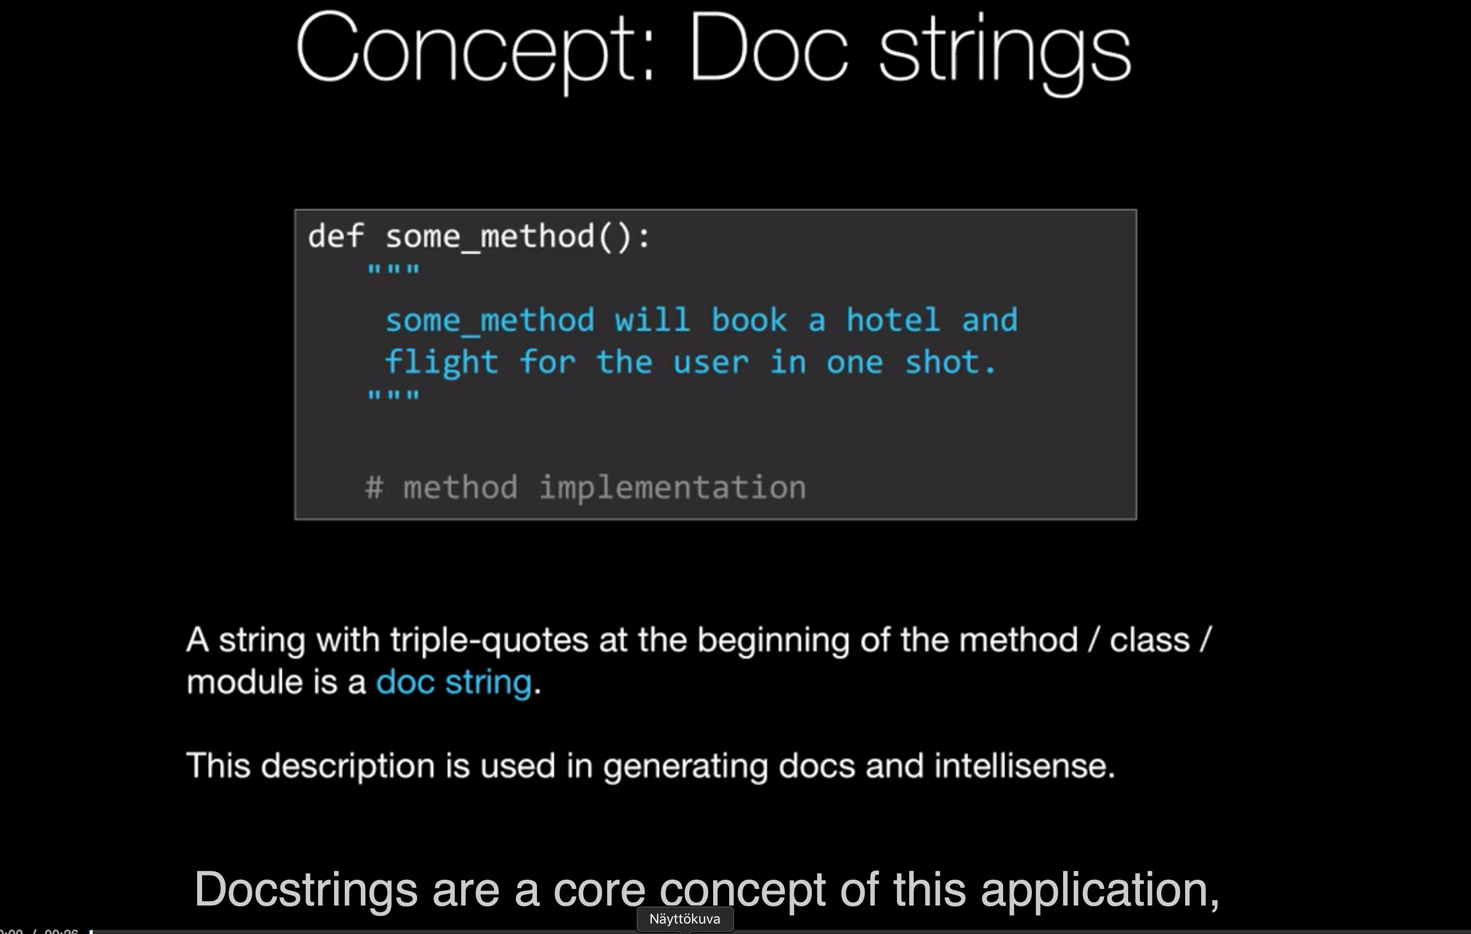 Concept: Doc strings
def some_method():
"""
some_method will book a hotel and
flight for the user in one shot.
"""
# method implementation
A string with triple-quotes at the beginning of the method / class /
module is a doc string.
This description is used in generating docs and intellisense.
Docstrings are a core concept of this application,
Näyttökuva